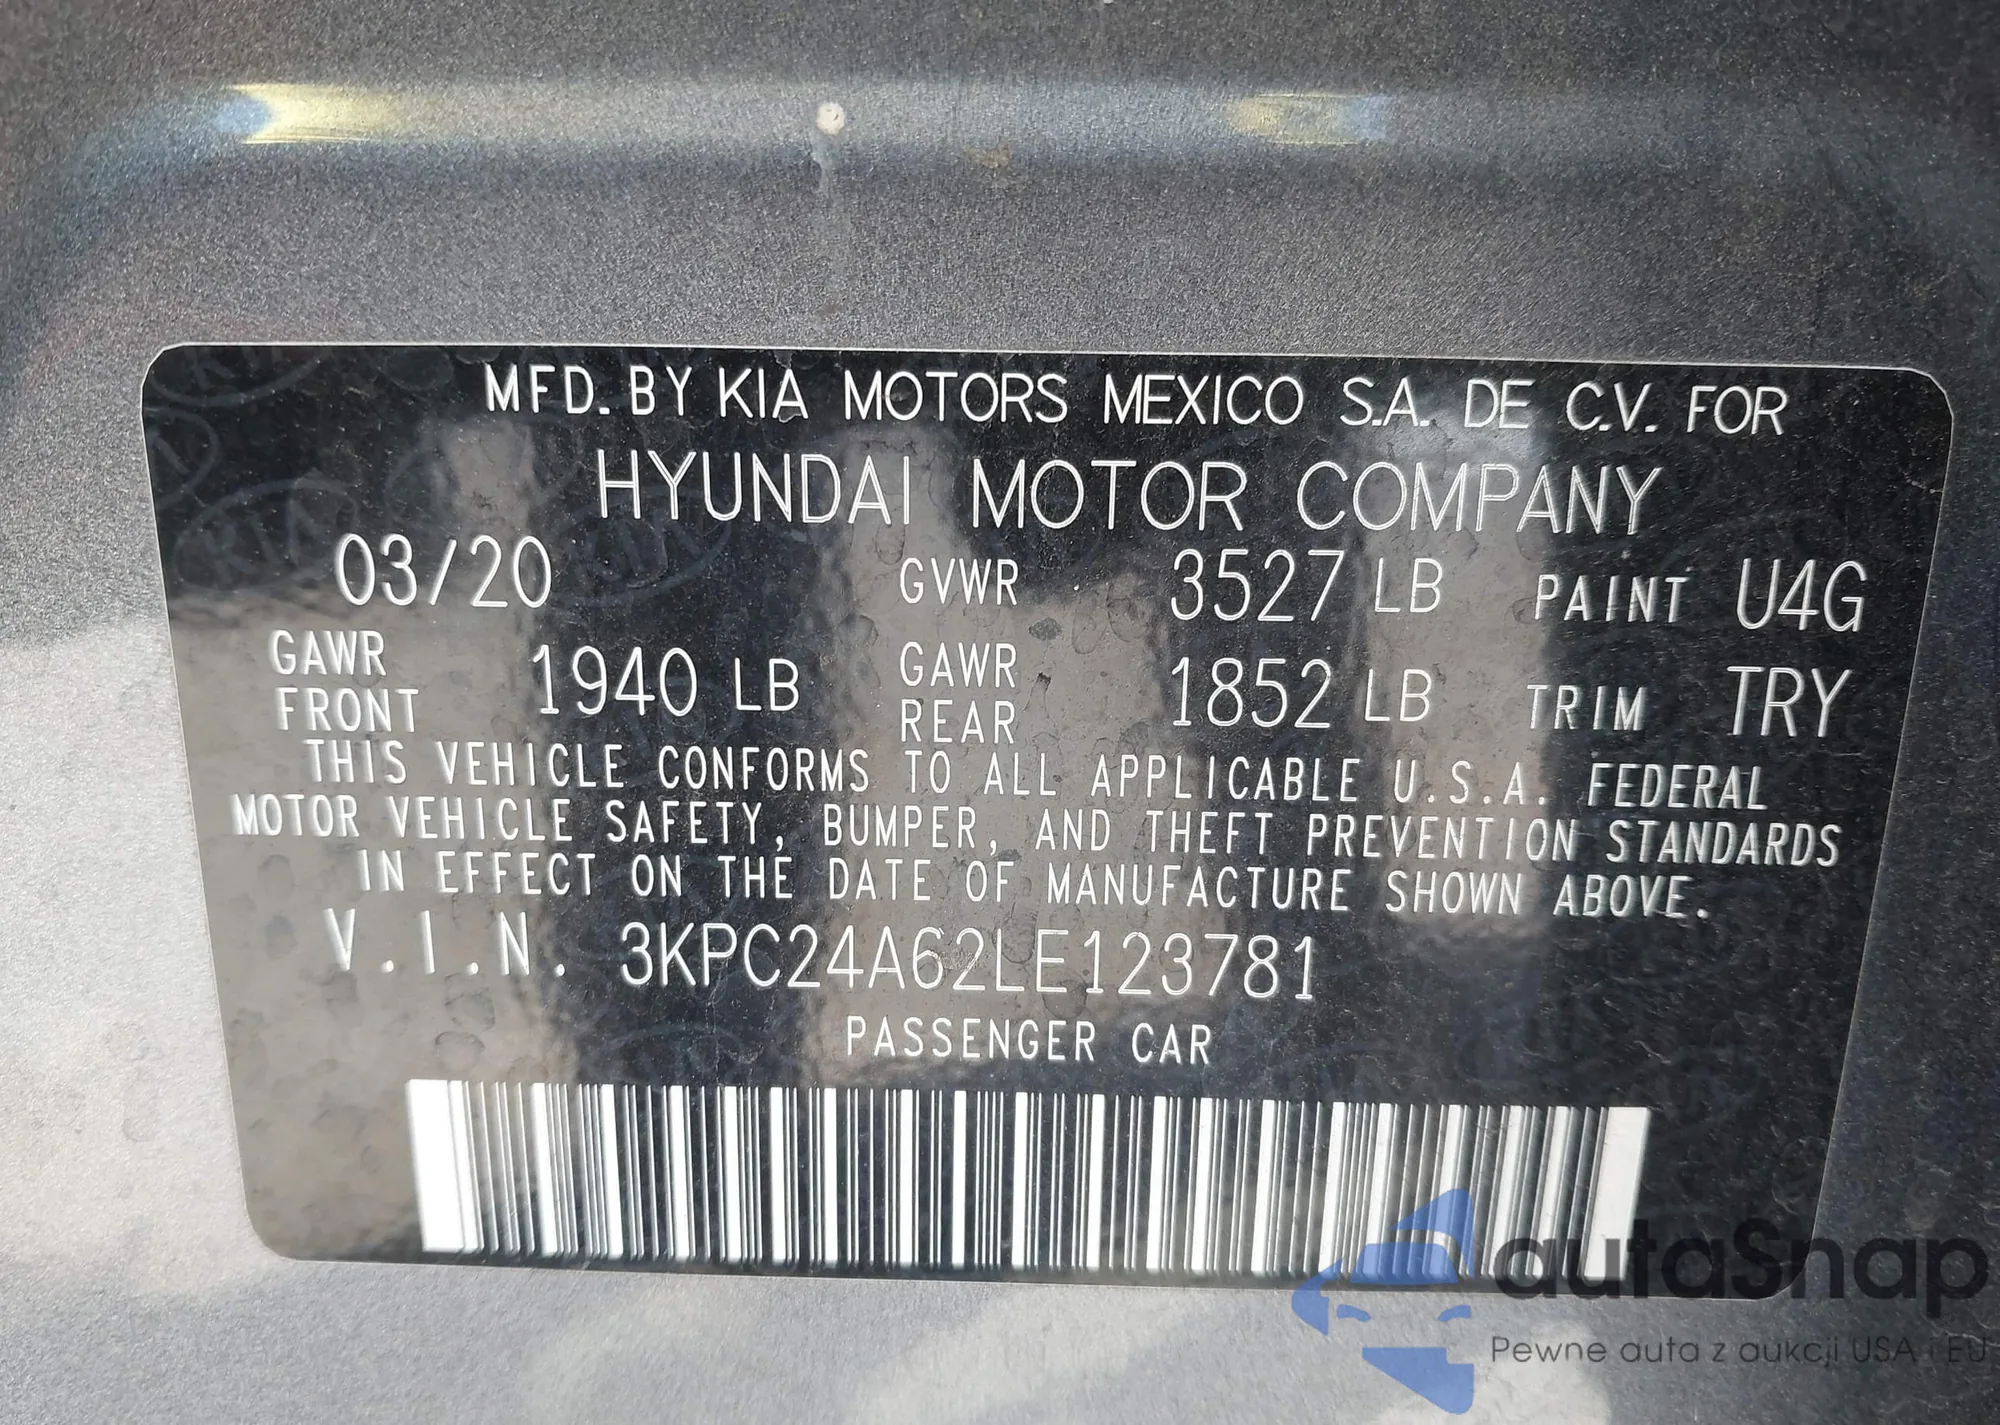 MFD. BY KIA MOTORS MEXICO S.A. DE C.V. FOR
HYUNDAI MOTOR COMPANY
03/20 GVWR 3527 LB PAINT U4G
GAWR FRONT 1940 LB GAWR REAR 1852 LB TRIM TRY
THIS VEHICLE CONFORMS TO ALL APPLICABLE U.S.A. FEDERAL
MOTOR VEHICLE SAFETY, BUMPER, AND THEFT PREVENTION STANDARDS
IN EFFECT ON THE DATE OF MANUFACTURE SHOWN ABOVE.
V.I.N. 3KPC24A62LE123781
PASSENGER CAR
autaSnap
Pewne auta z aukcji USA i EU